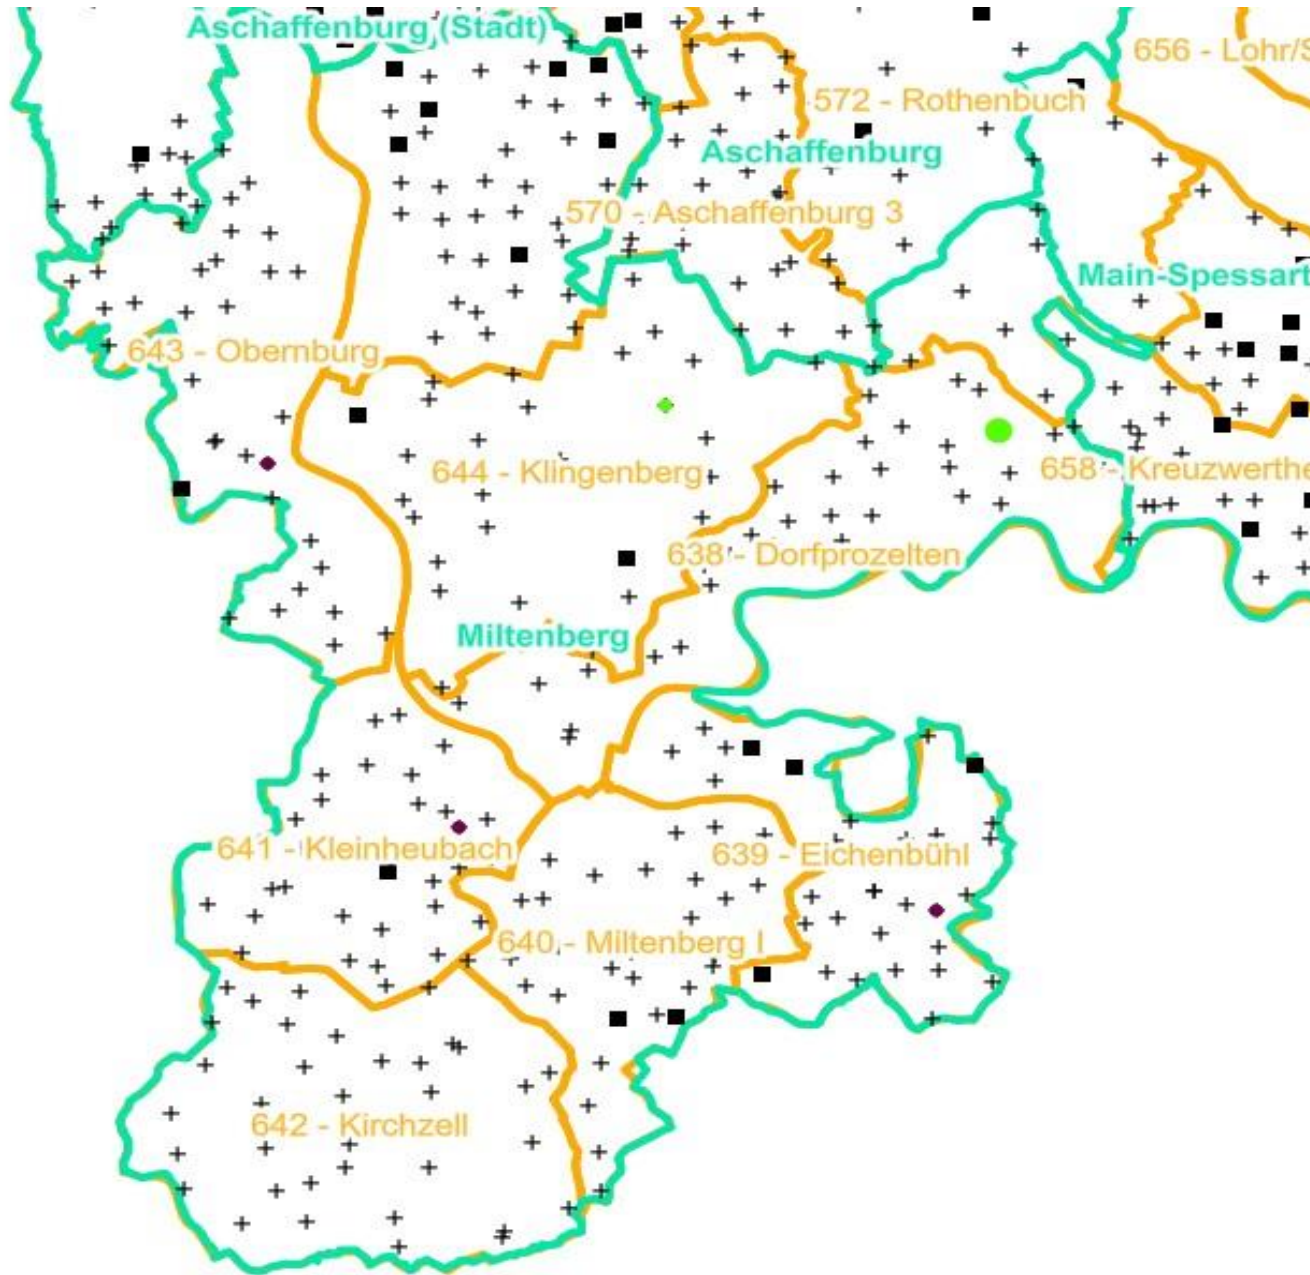 Aschaffenburg (Stadt)
656 - Lohr/S
572 - Rothenbuch
Aschaffenburg
570 - Aschaffenburg 3
Main-Spessart
643 - Obernburg
644 - Klingenberg
658 - Kreuzwerthe
638 - Dorfprozelten
Miltenberg
641 - Kleinheubach
639 - Eichenbühl
640 - Miltenberg I
642 - Kirchzell